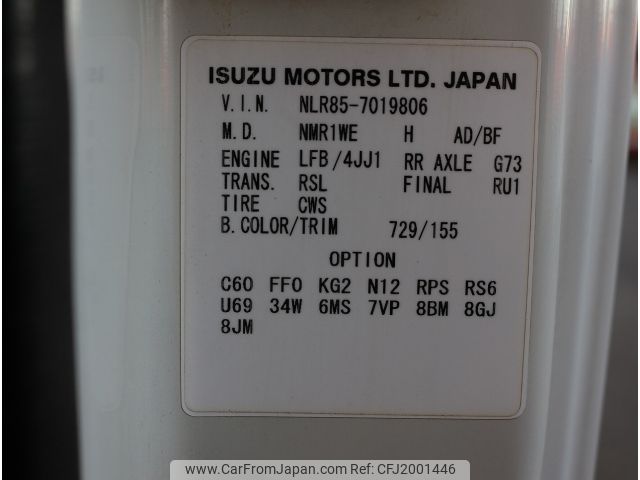 ISUZU MOTORS LTD. JAPAN
V.I.N. NLR85-7019806
M.D. NMR1WE H AD/BF
ENGINE LFB/4JJ1 RR AXLE G73
TRANS. RSL FINAL RU1
TIRE CWS
B.COLOR/TRIM 729/155
OPTION
C60 FF0 KG2 N12 RPS RS6
U69 34W 6MS 7VP 8BM 8GJ
8JM
www.CarFromJapan.com Ref:CFJ2001446